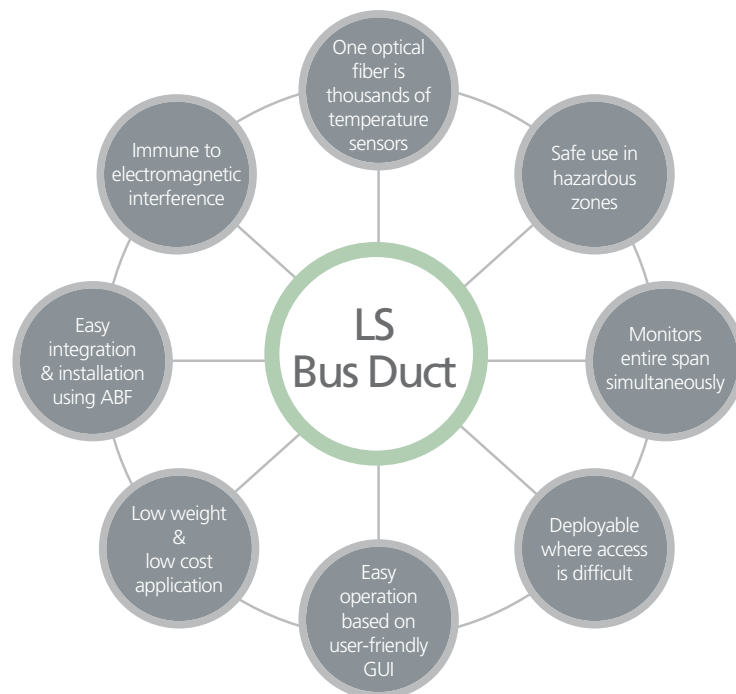 LS
Bus Duct
One optical
fiber is
thousands of
temperature
sensors
Safe use in
hazardous
zones
Monitors
entire span
simultaneously
Deployable
where access
is difficult
Easy
operation
based on
user-friendly
GUI
Low weight
&
low cost
application
Easy
integration
& installation
using ABF
Immune to
electromagnetic
interference